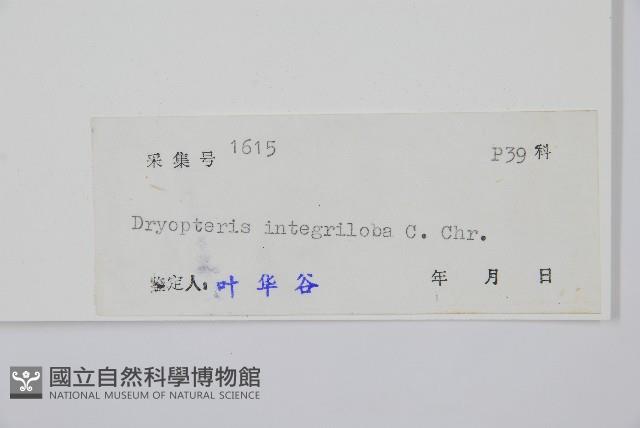 采集号 1615 P39 科
Dryopteris integriloba C. Chr.
鉴定人: 叶华谷 年 月 日
國立自然科學博物館
NATIONAL MUSEUM OF NATURAL SCIENCE